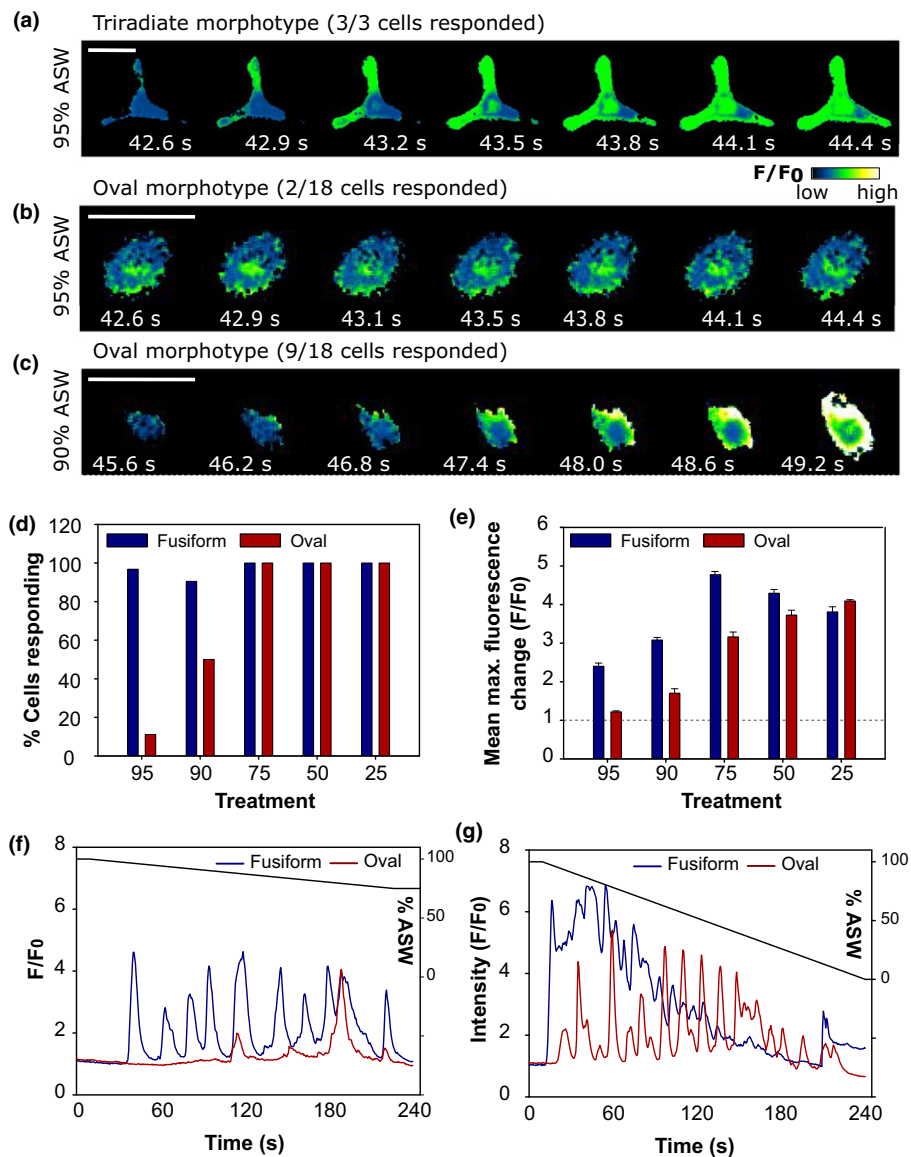 (a) Triradiate morphotype (3/3 cells responded)
95% ASW
42.6 s 42.9 s 43.2 s 43.5 s 43.8 s 44.1 s 44.4 s
F/F0
low high
Oval morphotype (2/18 cells responded)
(b)
95% ASW
42.6 s 42.9 s 43.1 s 43.5 s 43.8 s 44.1 s 44.4 s
Oval morphotype (9/18 cells responded)
(c)
90% ASW
45.6 s 46.2 s 46.8 s 47.4 s 48.0 s 48.6 s 49.2 s
(d)
% Cells responding
120
100
80
60
40
20
0
Fusiform Oval
95 90 75 50 25
Treatment
(e)
Mean max. fluorescence
change (F/F0)
6
5
4
3
2
1
0
Fusiform Oval
95 90 75 50 25
Treatment
(f)
F/F0
8
6
4
2
0
Fusiform Oval
100
50
0
% ASW
0 60 120 180 240
Time (s)
(g)
Intensity (F/F0)
8
6
4
2
0
Fusiform Oval
100
50
0
% ASW
0 60 120 180 240
Time (s)